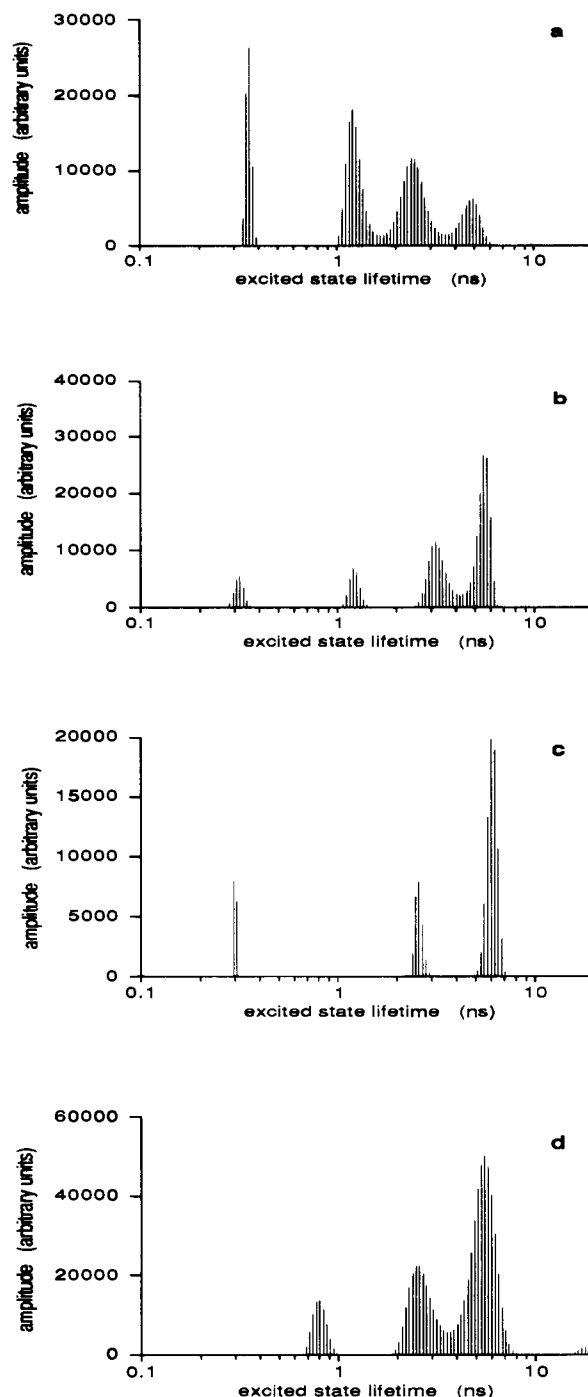 a
30000
20000
10000
0
amplitude (arbitrary units)
0.1 1 10
excited state lifetime (ns)
b
40000
30000
20000
10000
0
amplitude (arbitrary units)
0.1 1 10
excited state lifetime (ns)
c
20000
15000
10000
5000
0
amplitude (arbitrary units)
0.1 1 10
excited state lifetime (ns)
d
60000
40000
20000
0
amplitude (arbitrary units)
0.1 1 10
excited state lifetime (ns)